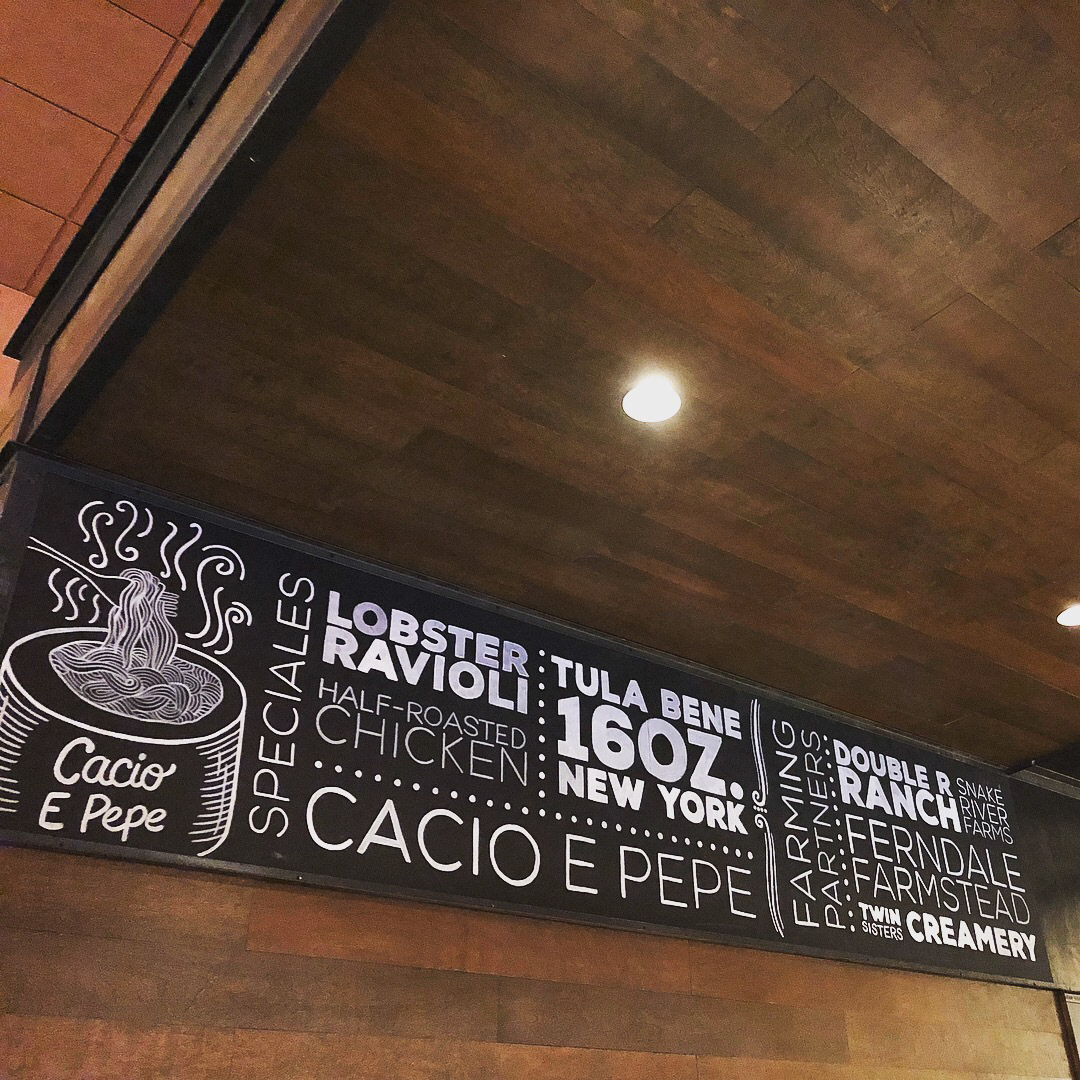 Cacio
E Pepe
SPECIALES
LOBSTER
RAVIOLI
HALF-ROASTED
CHICKEN
TULA BENE
16OZ.
NEW YORK
CACIO E PEPE
FARMING
PARTNERS
DOUBLE R
RANCH
SNAKE
RIVER
FARMS
FERNDALE
FARMSTEAD
TWIN
SISTERS
CREAMERY